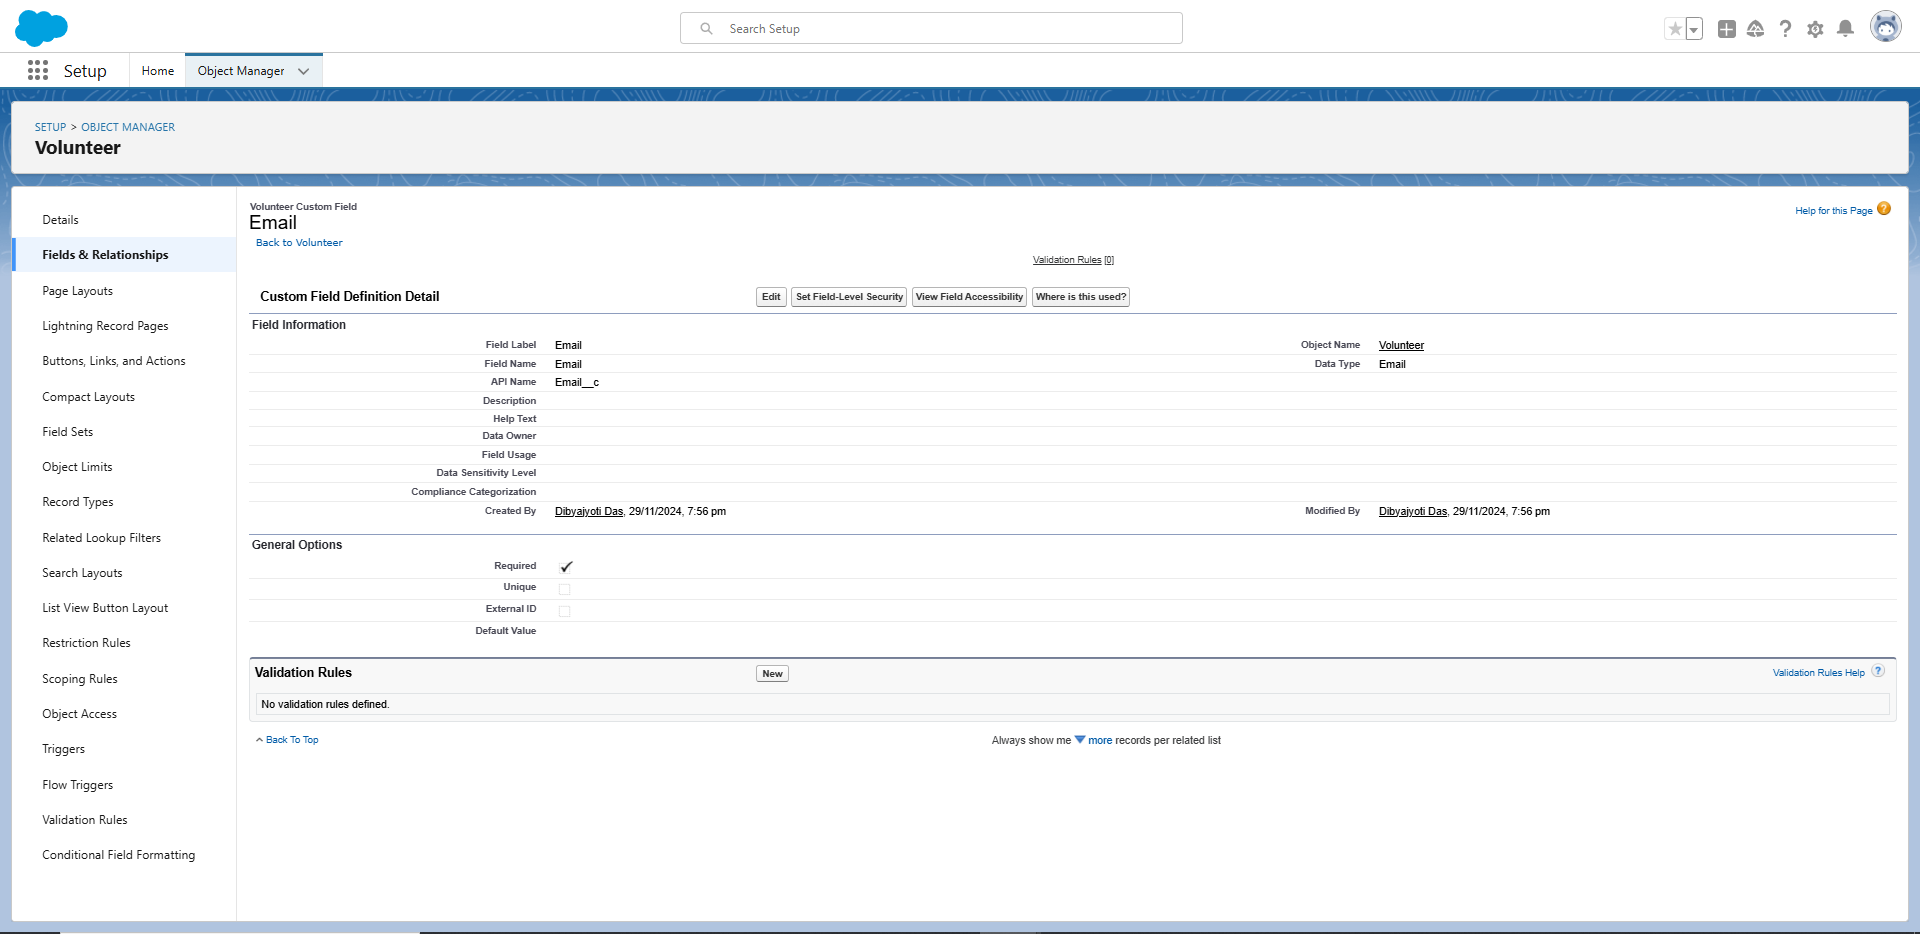 Search Setup
Setup
Home
Object Manager
SETUP > OBJECT MANAGER
Volunteer
Details
Fields & Relationships
Page Layouts
Lightning Record Pages
Buttons, Links, and Actions
Compact Layouts
Field Sets
Object Limits
Record Types
Related Lookup Filters
Search Layouts
List View Button Layout
Restriction Rules
Scoping Rules
Object Access
Triggers
Flow Triggers
Validation Rules
Conditional Field Formatting
Volunteer Custom Field
Email
Back to Volunteer
Help for this Page ?
Validation Rules [0]
Custom Field Definition Detail
Edit Set Field-Level Security View Field Accessibility Where is this used?
Field Information
Field Label Email Object Name Volunteer
Field Name Email Data Type Email
API Name Email__c
Description
Help Text
Data Owner
Field Usage
Data Sensitivity Level
Compliance Categorization
Created By Dibyajyoti Das, 29/11/2024, 7:56 pm Modified By Dibyajyoti Das, 29/11/2024, 7:56 pm
General Options
Required
Unique
External ID
Default Value
Validation Rules New Validation Rules Help ?
No validation rules defined.
Back To Top
Always show me more records per related list